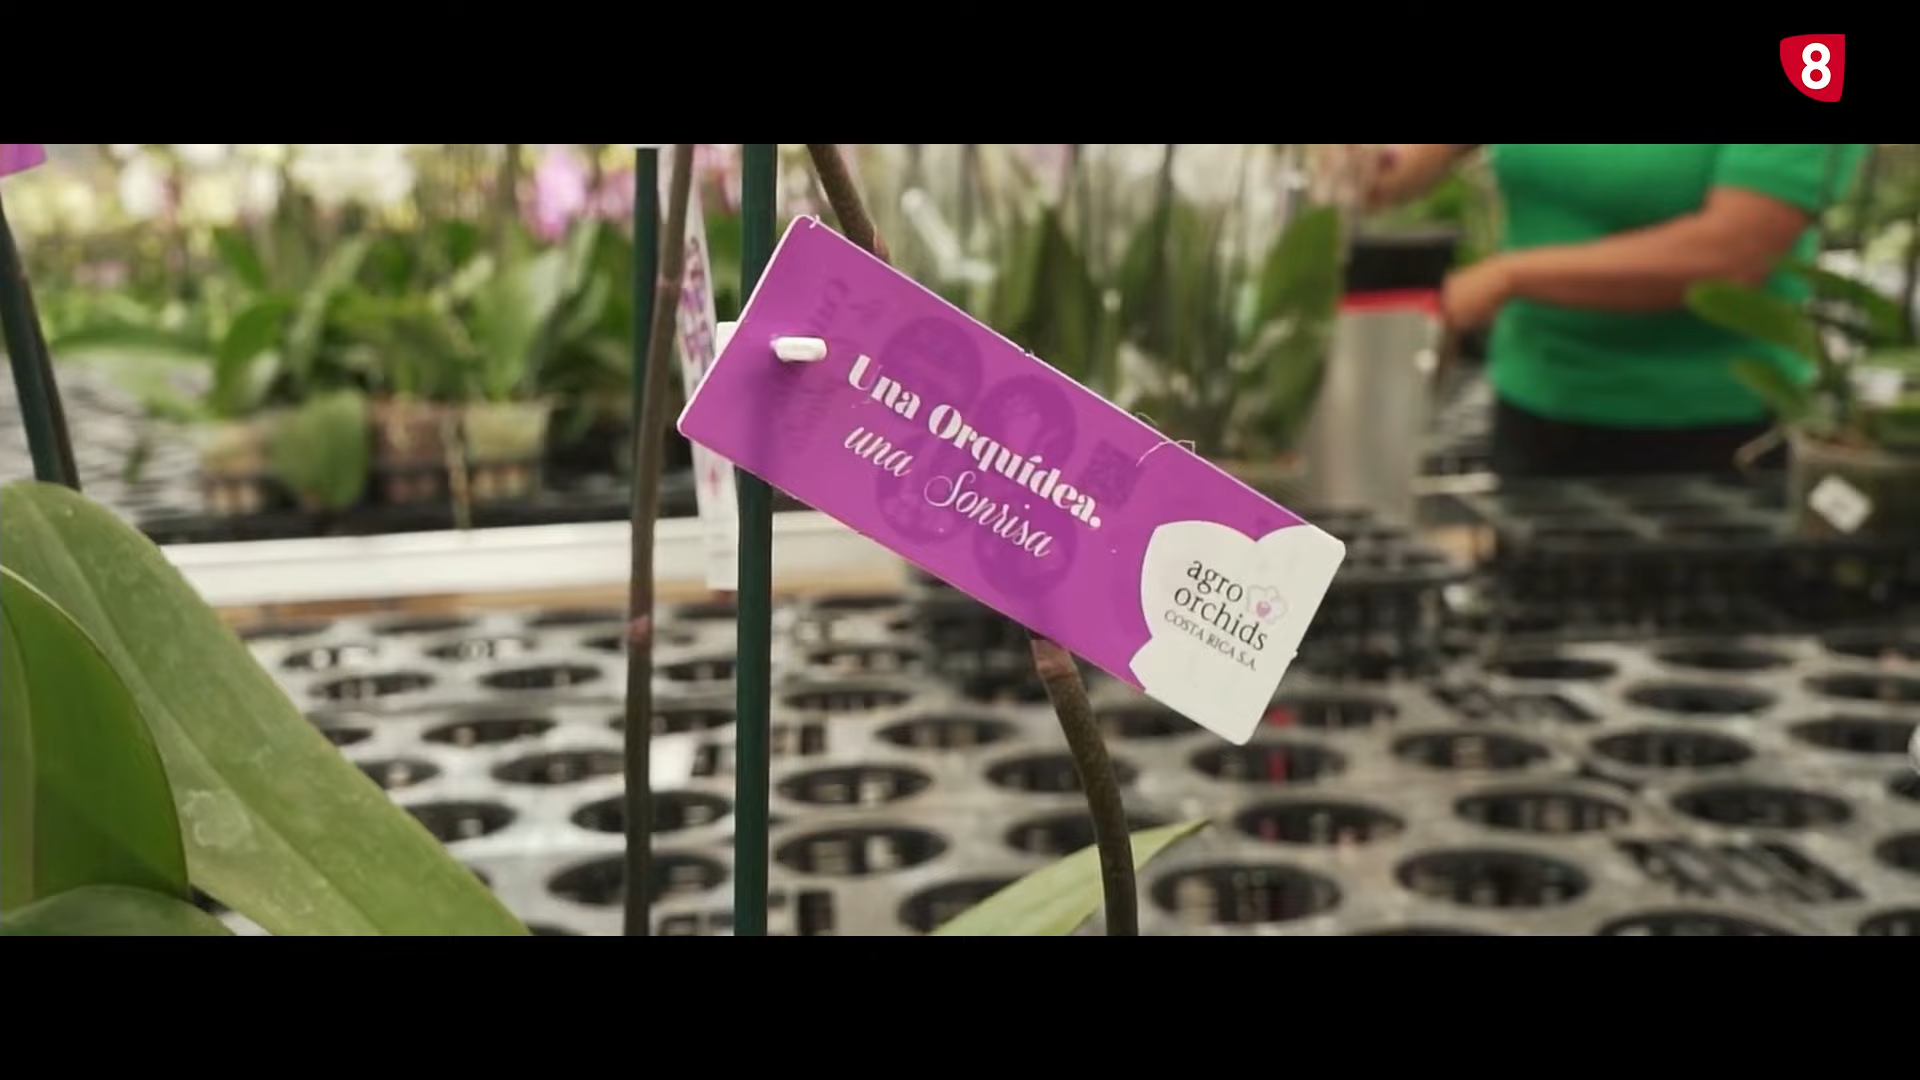 8
Una Orquídea.
una Sonrisa
agro
orchids
COSTA RICA S.A.